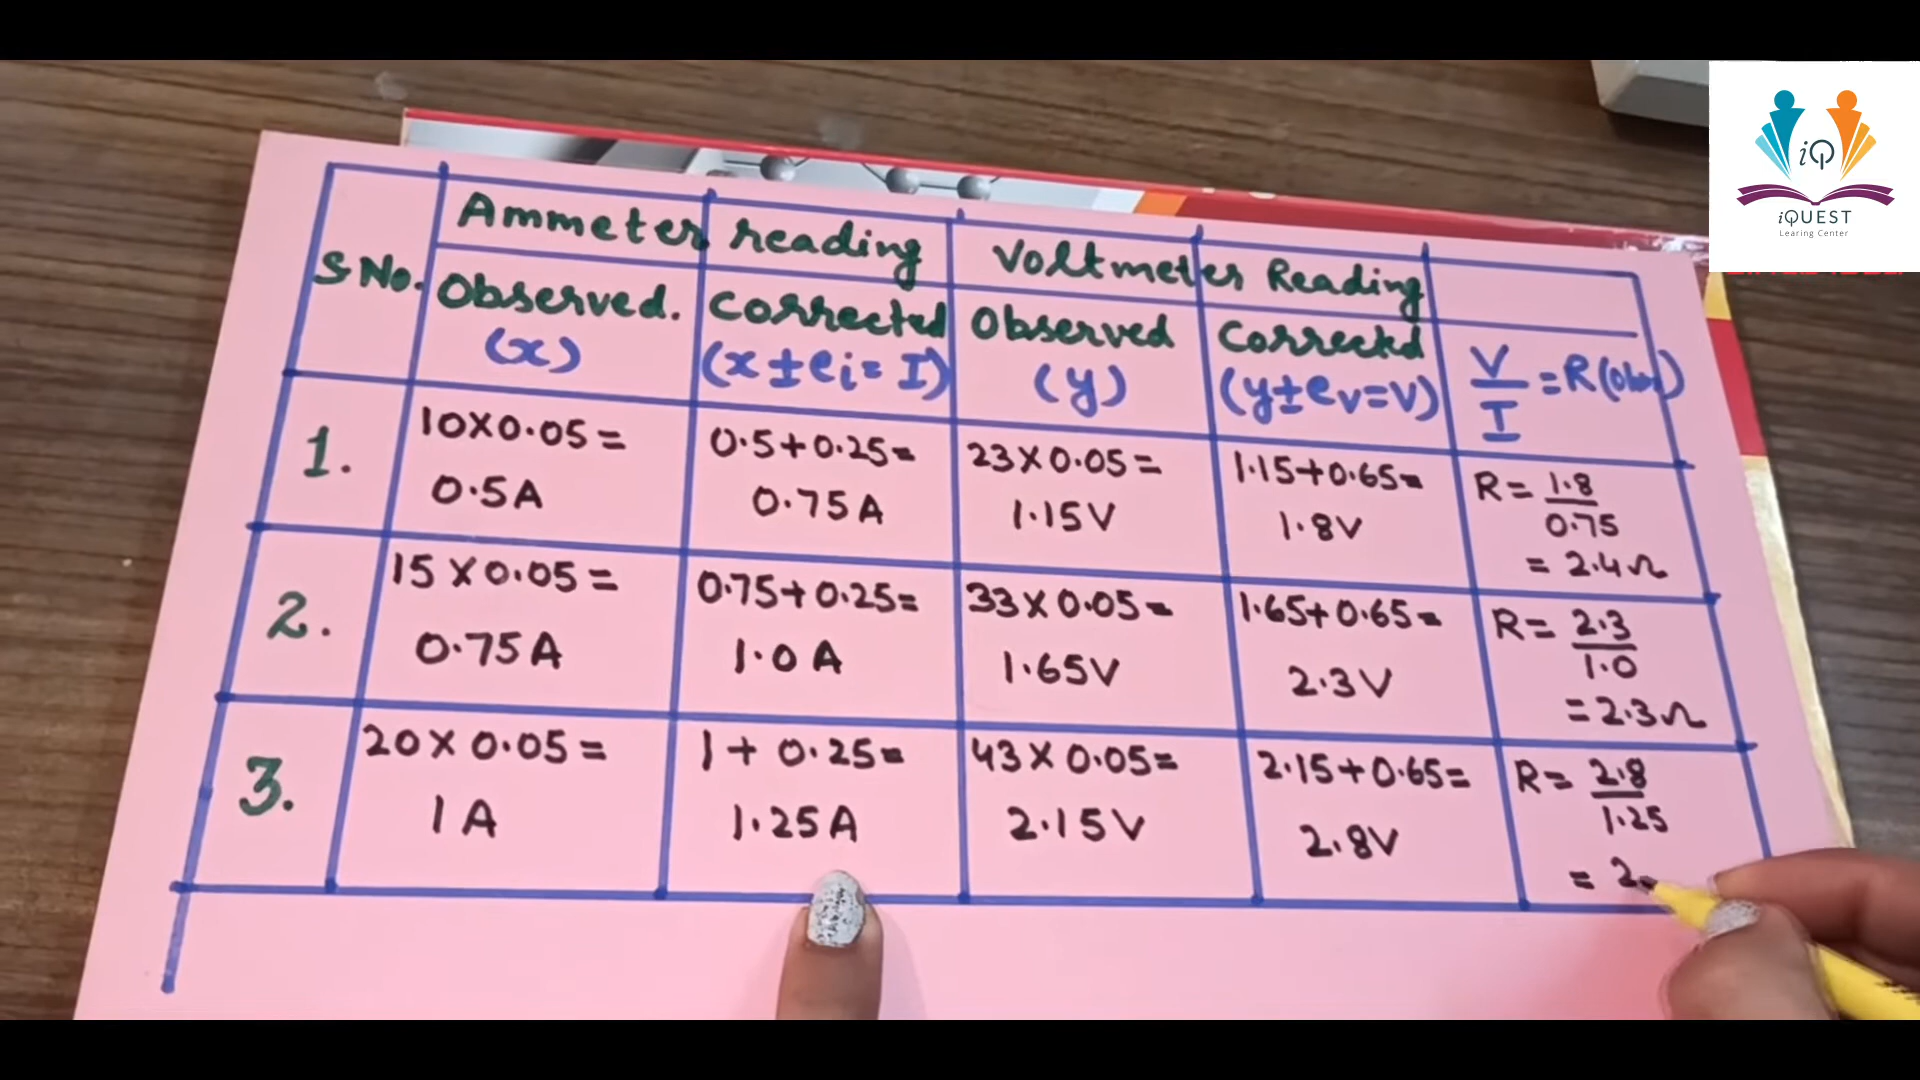 iQ
iQUEST
Learing Center
Ammeter reading
Voltmeter Reading
S No.
Observed.
(x)
Corrected
(x±ei= I)
Observed
(y)
Corrected
(y±ev=V)
V/I = R(Obs)
1.
10×0.05=
0.5A
0.5+0.25=
0.75A
23×0.05=
1.15V
1.15+0.65=
1.8V
R= 1.8/0.75
= 2.4Ω
2.
15×0.05=
0.75A
0.75+0.25=
1.0A
33×0.05=
1.65V
1.65+0.65=
2.3V
R= 2.3/1.0
=2.3Ω
3.
20×0.05=
1A
1+0.25=
1.25A
43×0.05=
2.15V
2.15+0.65=
2.8V
R= 2.8/1.25
= 2.